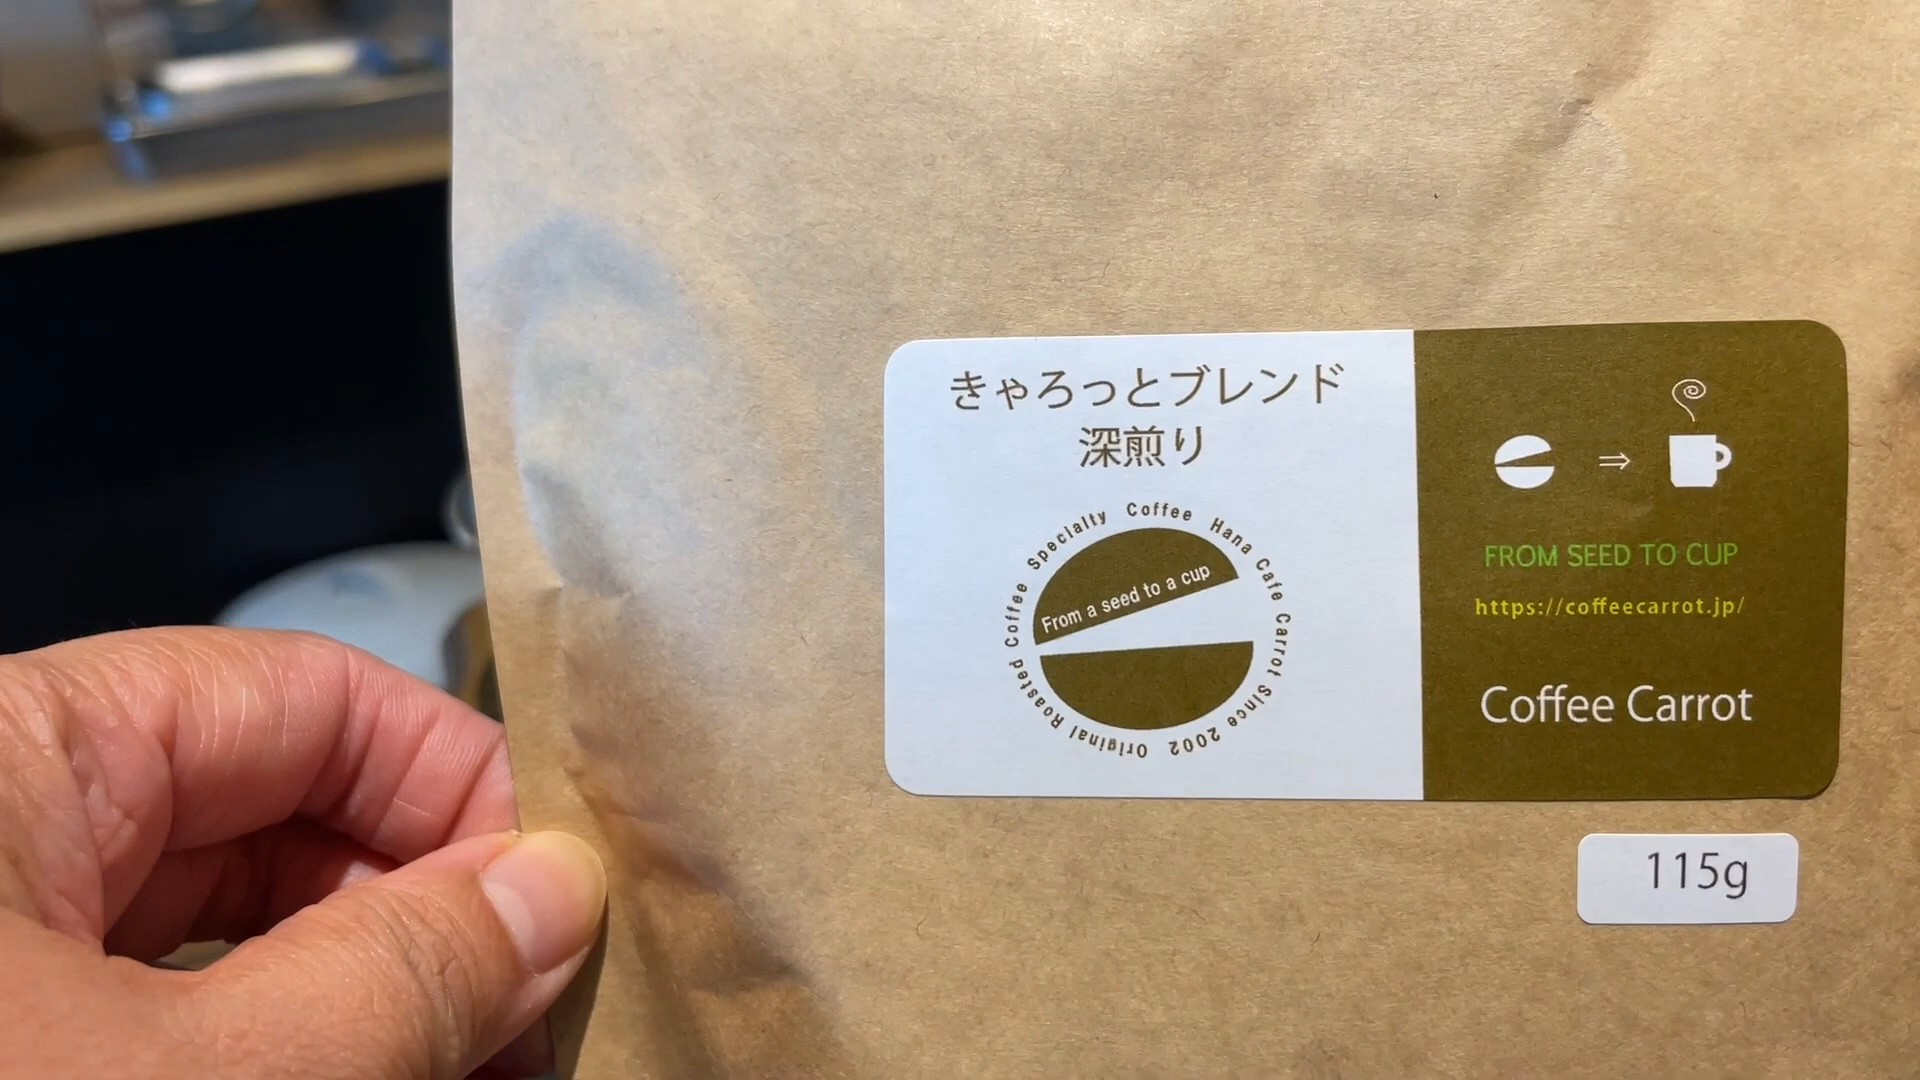 きゃろっとブレンド
深煎り
Original Roasted Coffee Specialty Coffee Hana Cafe Carrot Since 2002
From a seed to a cup
⇒
FROM SEED TO CUP
https://coffeecarrot.jp/
Coffee Carrot
115g